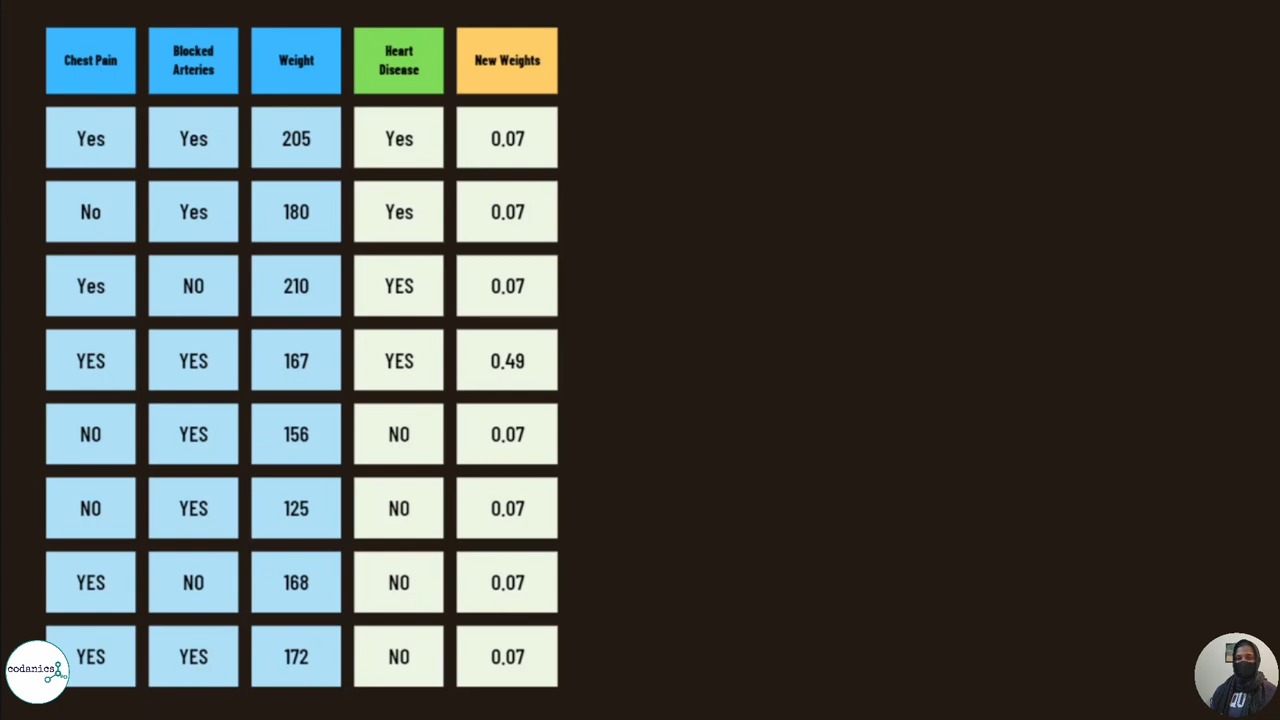 Chest Pain
Blocked
Arteries
Weight
Heart
Disease
New Weights
Yes Yes 205 Yes 0.07
No Yes 180 Yes 0.07
Yes NO 210 YES 0.07
YES YES 167 YES 0.49
NO YES 156 NO 0.07
NO YES 125 NO 0.07
YES NO 168 NO 0.07
YES YES 172 NO 0.07
codanics
QU